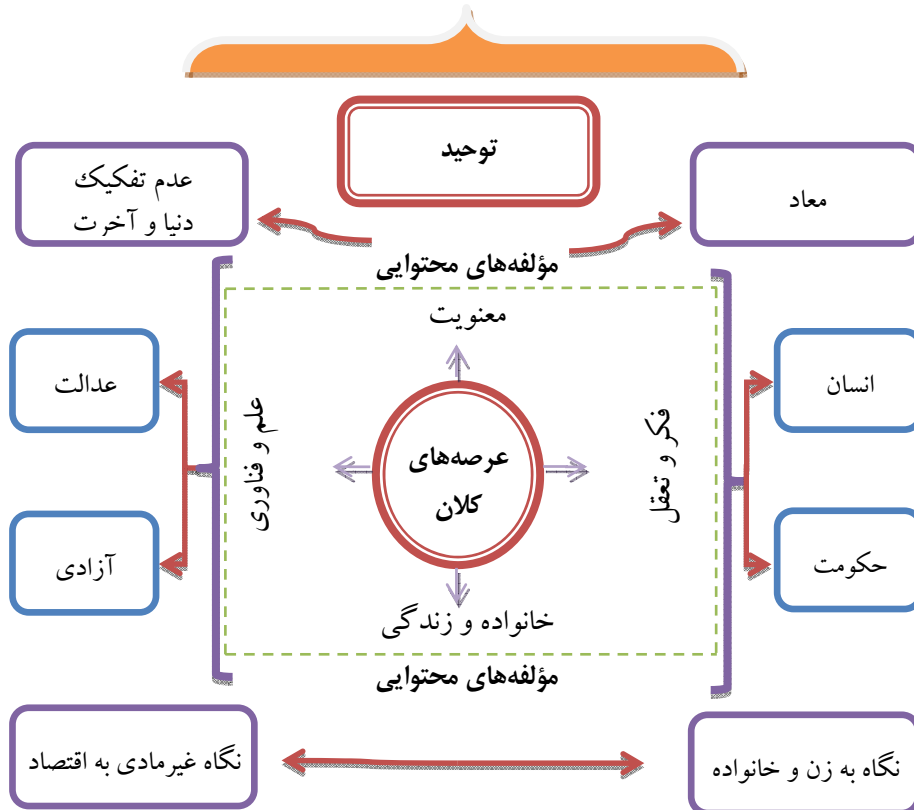 توحید
معاد
عدم تفکیک
دنیا و آخرت
مؤلفه‌های محتوایی
معنویت
انسان
عدالت
فکر و تعقل
عرصه‌های
کلان
علم و فناوری
حکومت
آزادی
خانواده و زندگی
مؤلفه‌های محتوایی
نگاه به زن و خانواده
نگاه غیرمادی به اقتصاد